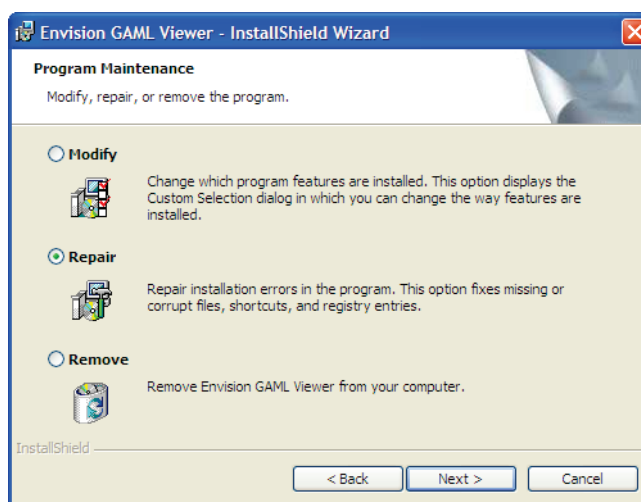 Envision GAML Viewer - InstallShield Wizard
Program Maintenance
Modify, repair, or remove the program.
Modify
Change which program features are installed. This option displays the
Custom Selection dialog in which you can change the way features are
installed.
Repair
Repair installation errors in the program. This option fixes missing or
corrupt files, shortcuts, and registry entries.
Remove
Remove Envision GAML Viewer from your computer.
InstallShield
< Back Next > Cancel